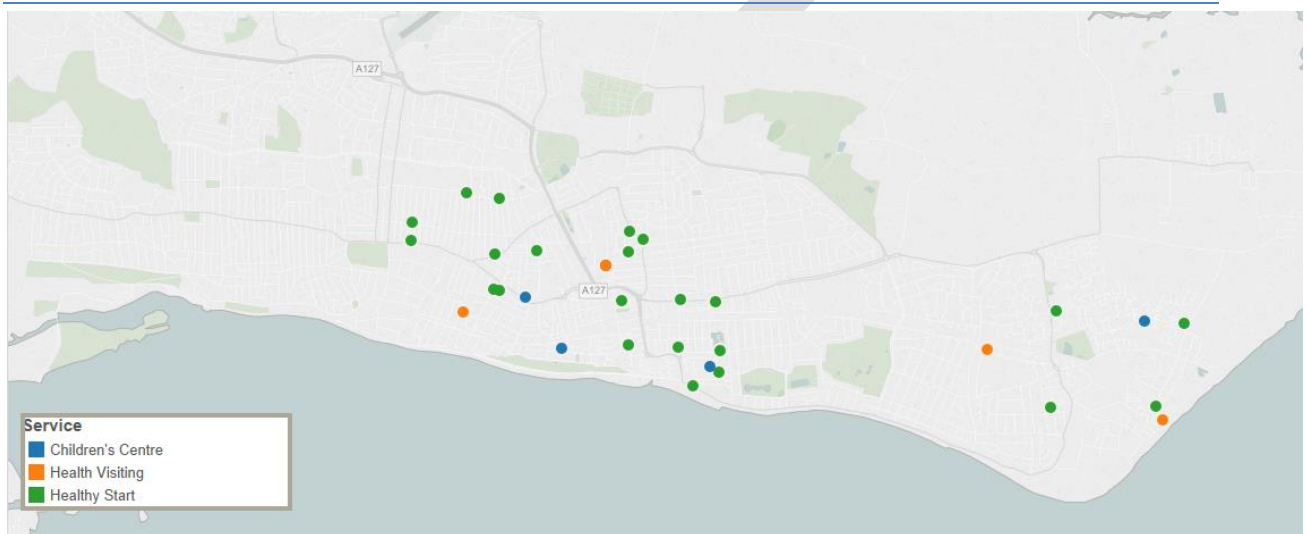 A127
A127
Service
Children's Centre
Health Visiting
Healthy Start